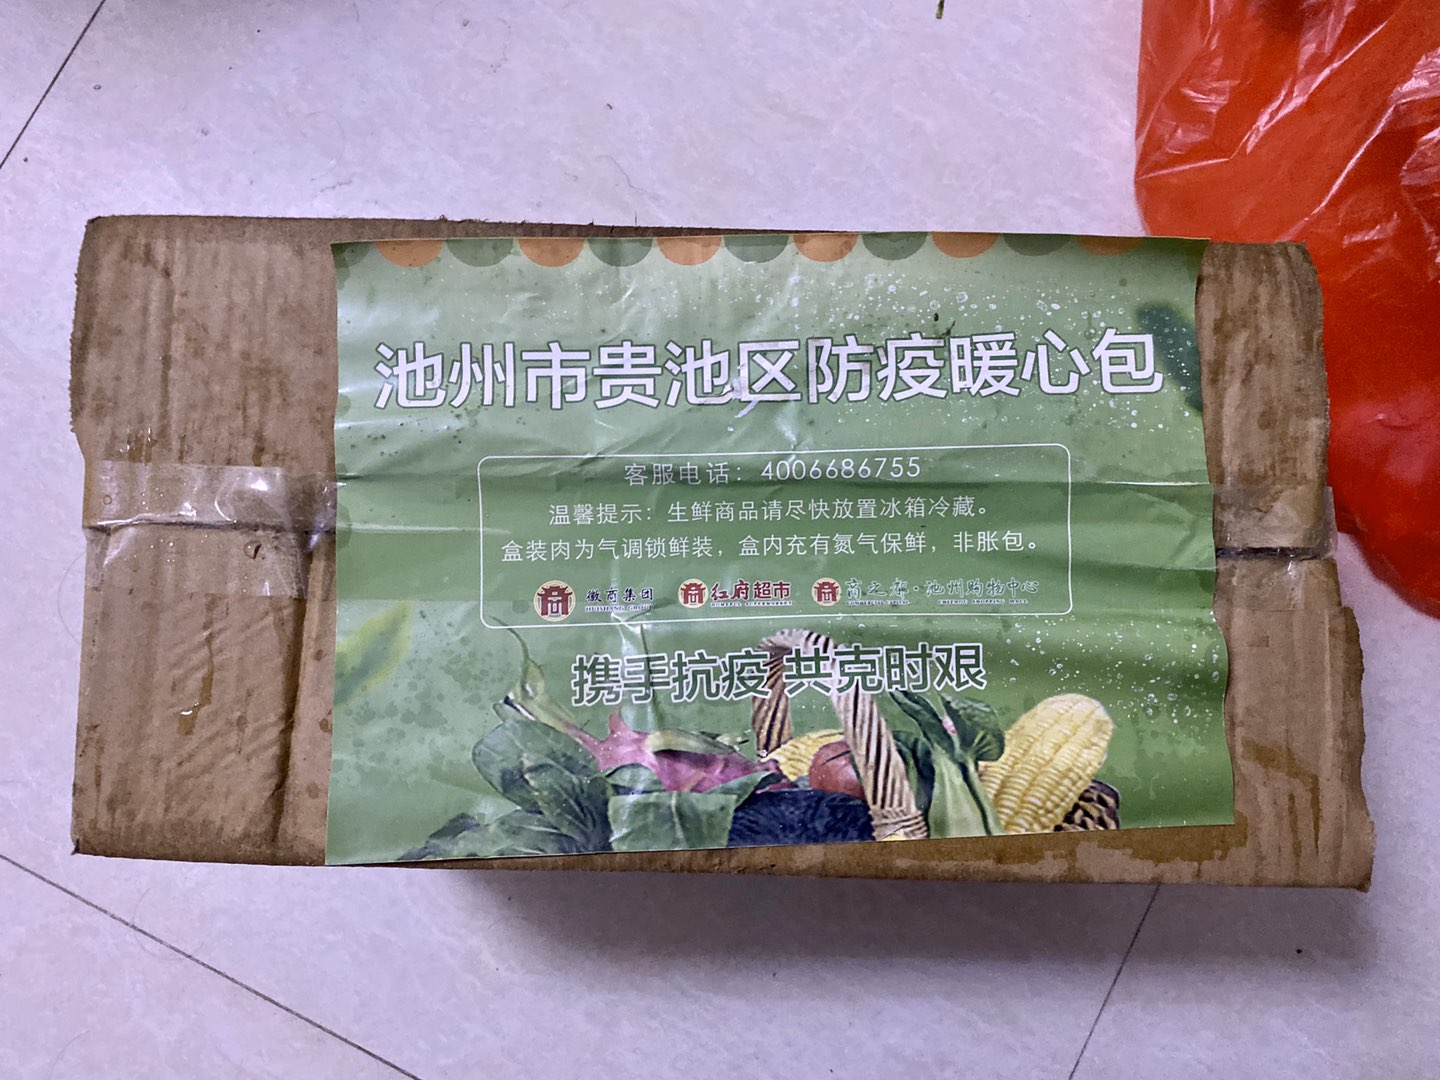 池州市贵池区防疫暖心包
客服电话：4006686755
温馨提示：生鲜商品请尽快放置冰箱冷藏。
盒装肉为气调锁鲜装，盒内充有氮气保鲜，非胀包。
徽商集团 红府超市 商之都·池州购物中心
HUISHANG GROUP
携手抗疫 共克时艰